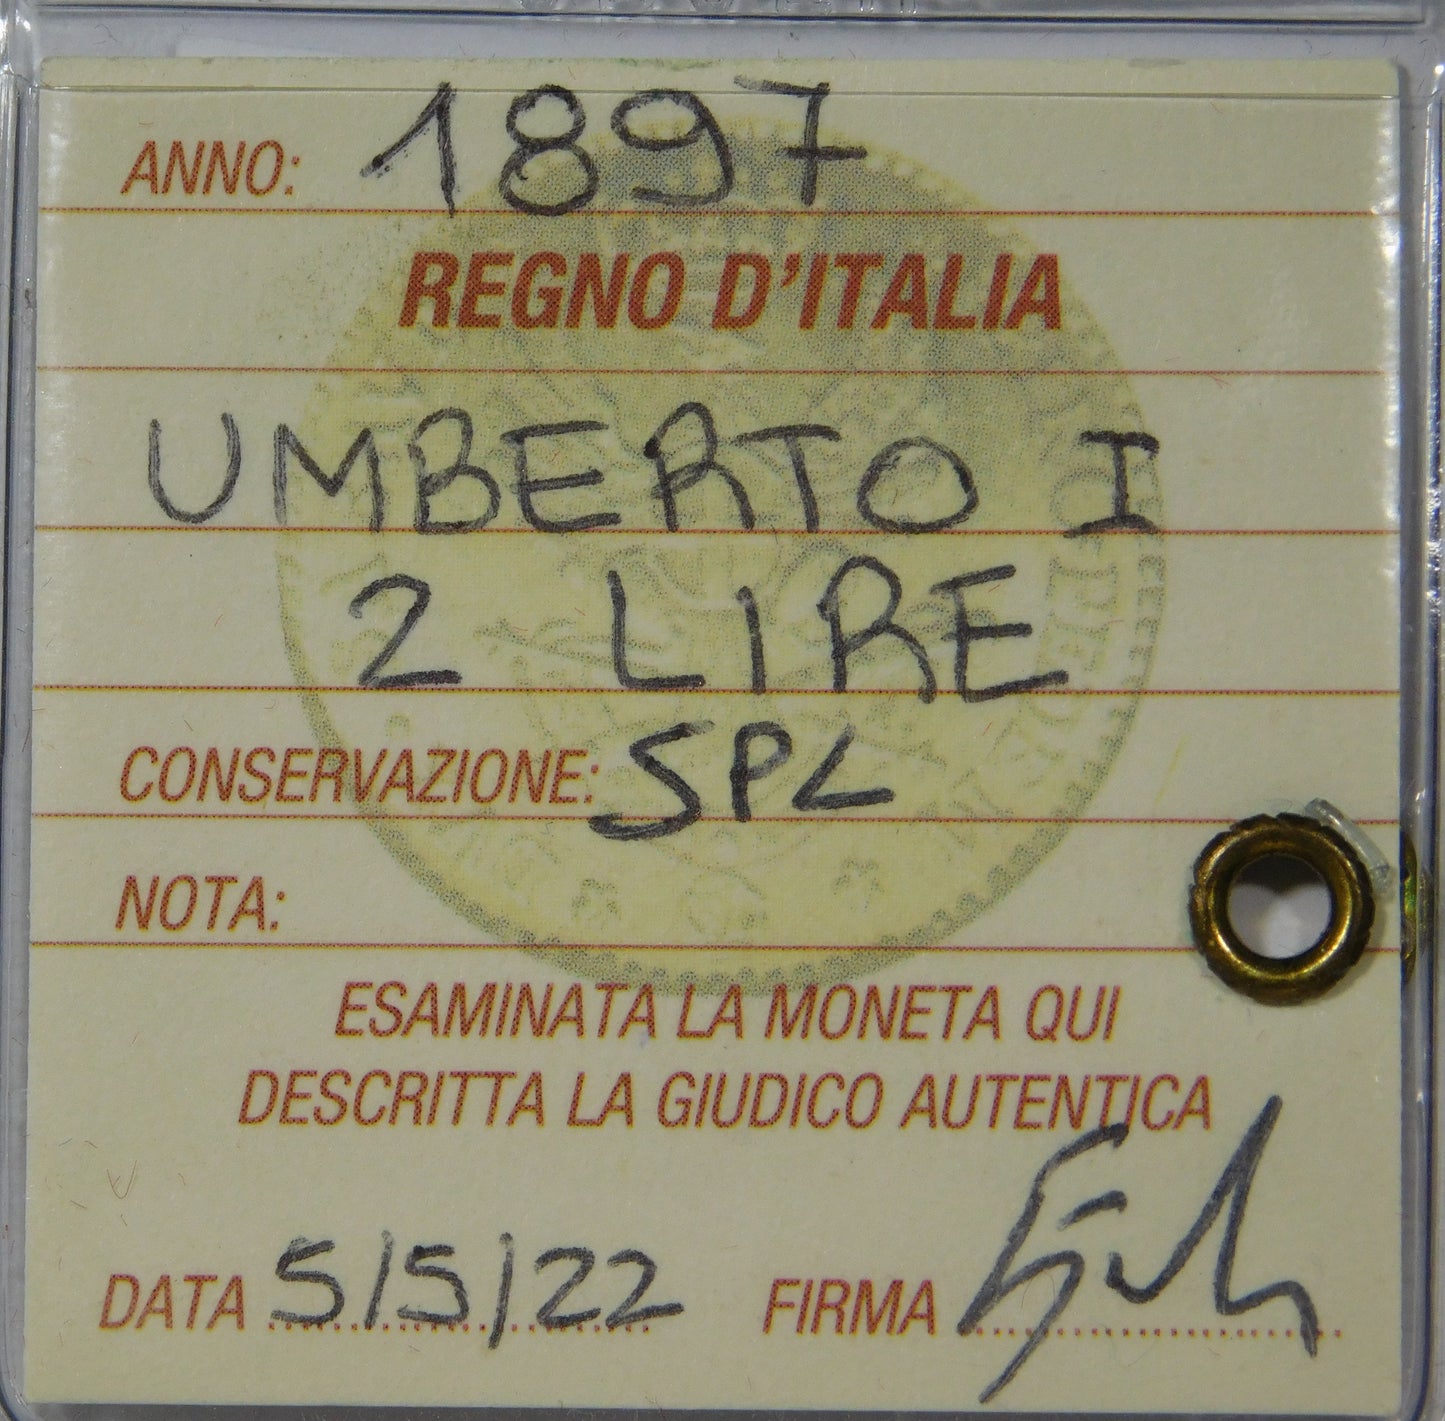 ANNO: 1897
REGNO D'ITALIA
UMBERTO I
2 LIRE
CONSERVAZIONE: SPL
NOTA:
ESAMINATA LA MONETA QUI
DESCRITTA LA GIUDICO AUTENTICA
DATA 5/5/22 FIRMA